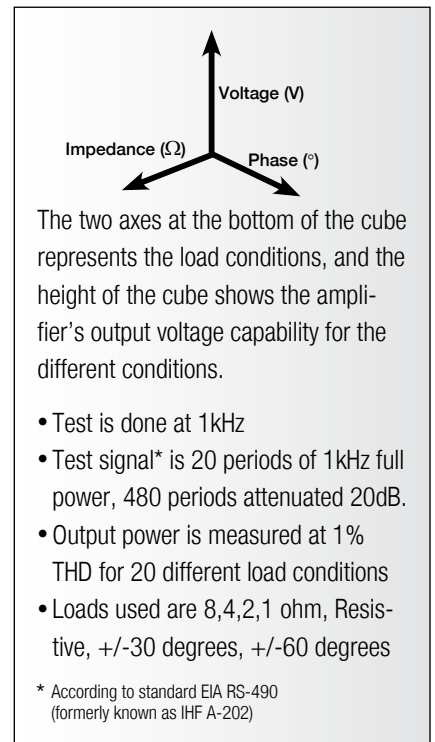 Voltage (V)
Impedance (Ω)
Phase (°)
The two axes at the bottom of the cube
represents the load conditions, and the
height of the cube shows the ampli-
fier's output voltage capability for the
different conditions.
• Test is done at 1kHz
• Test signal* is 20 periods of 1kHz full
power, 480 periods attenuated 20dB.
• Output power is measured at 1%
THD for 20 different load conditions
• Loads used are 8,4,2,1 ohm, Resis-
tive, +/-30 degrees, +/-60 degrees
* According to standard EIA RS-490
(formerly known as IHF A-202)